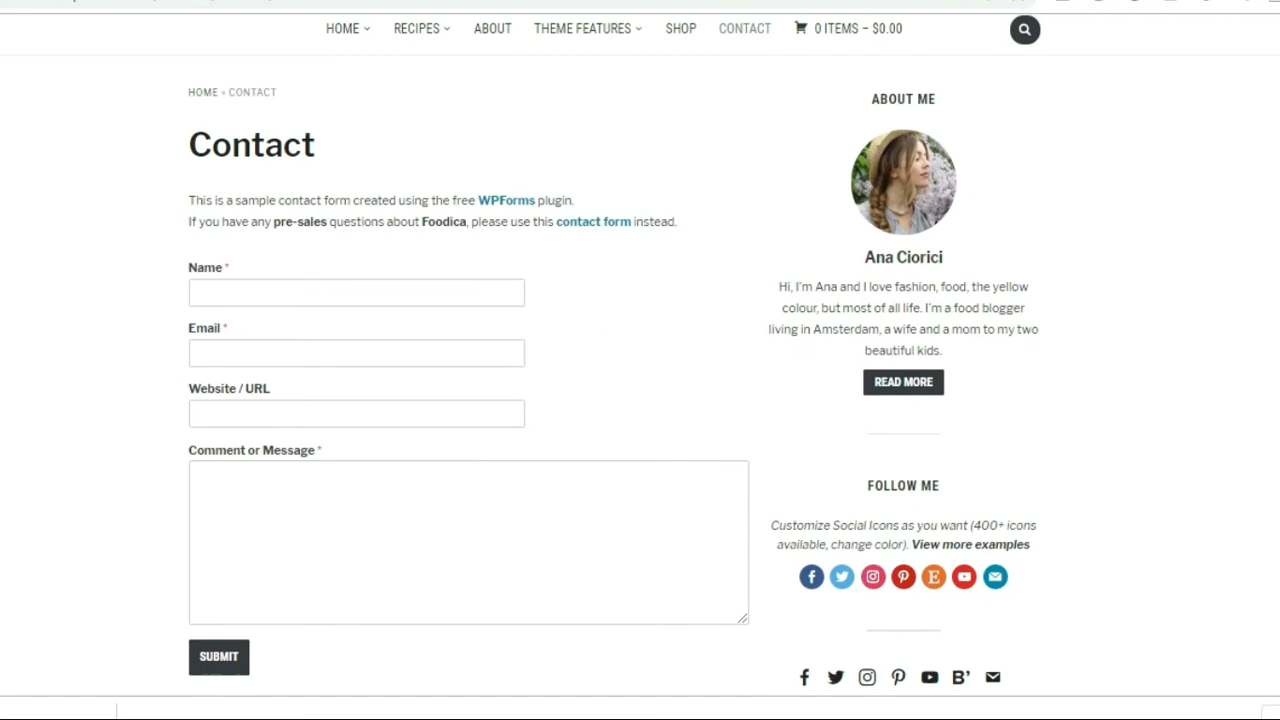 HOME
RECIPES
ABOUT
THEME FEATURES
SHOP
CONTACT
0 ITEMS – $0.00
HOME » CONTACT
Contact
This is a sample contact form created using the free WPForms plugin.
If you have any pre-sales questions about Foodica, please use this contact form instead.
Name *
Email *
Website / URL
Comment or Message *
SUBMIT
ABOUT ME
Ana Ciorici
Hi, I'm Ana and I love fashion, food, the yellow
colour, but most of all life. I'm a food blogger
living in Amsterdam, a wife and a mom to my two
beautiful kids.
READ MORE
FOLLOW ME
Customize Social Icons as you want (400+ icons
available, change color). View more examples